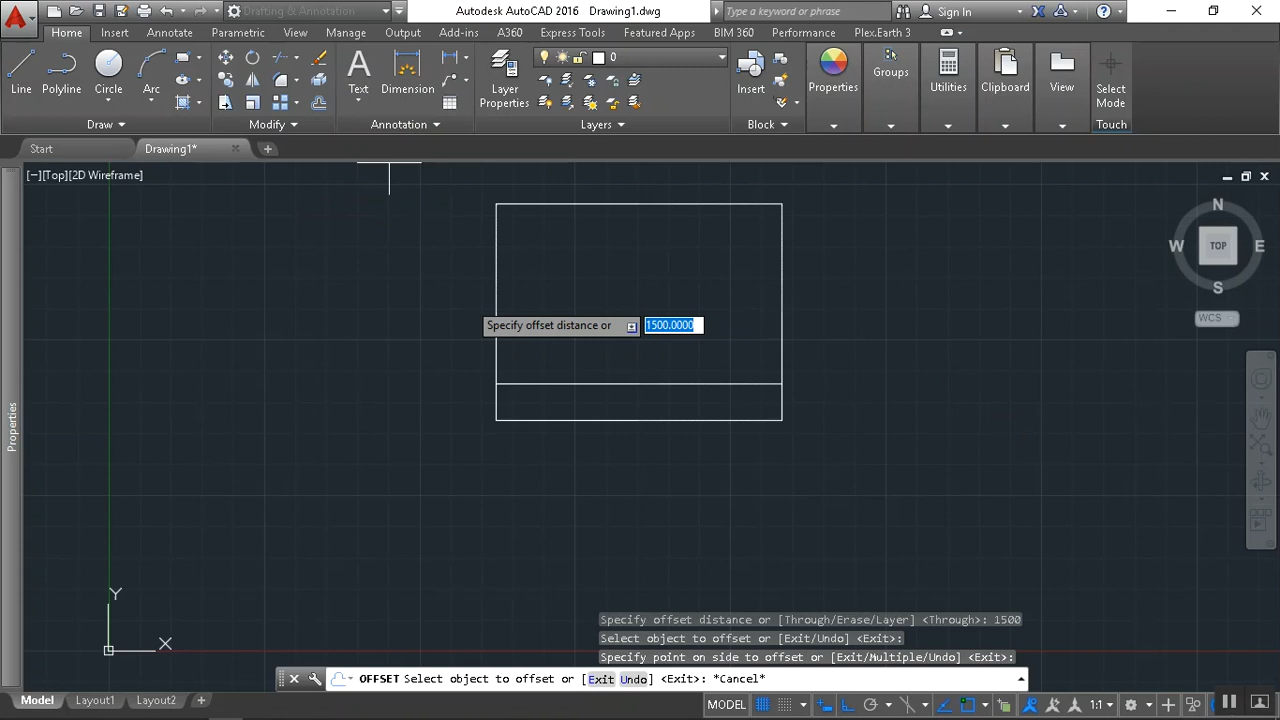 Drafting & Annotation
Autodesk AutoCAD 2016 Drawing1.dwg
Type a keyword or phrase
Sign In
Home Insert Annotate Parametric View Manage Output Add-ins A360 Express Tools Featured Apps BIM 360 Performance Plex.Earth 3
Line Polyline Circle Arc
Text Dimension
Layer Properties
0
Insert
Properties
Groups
Utilities
Clipboard
View
Select Mode
Draw Modify Annotation Layers Block Touch
Start Drawing1*
[−][Top][2D Wireframe]
N
W TOP E
S
WCS
Specify offset distance or 1500.0000
Properties
Y
X
Specify offset distance or [Through/Erase/Layer] <Through>: 1500
Select object to offset or [Exit/Undo] <Exit>:
Specify point on side to offset or [Exit/Multiple/Undo] <Exit>:
OFFSET Select object to offset or [Exit Undo] <Exit>: *Cancel*
Model Layout1 Layout2
MODEL 1:1